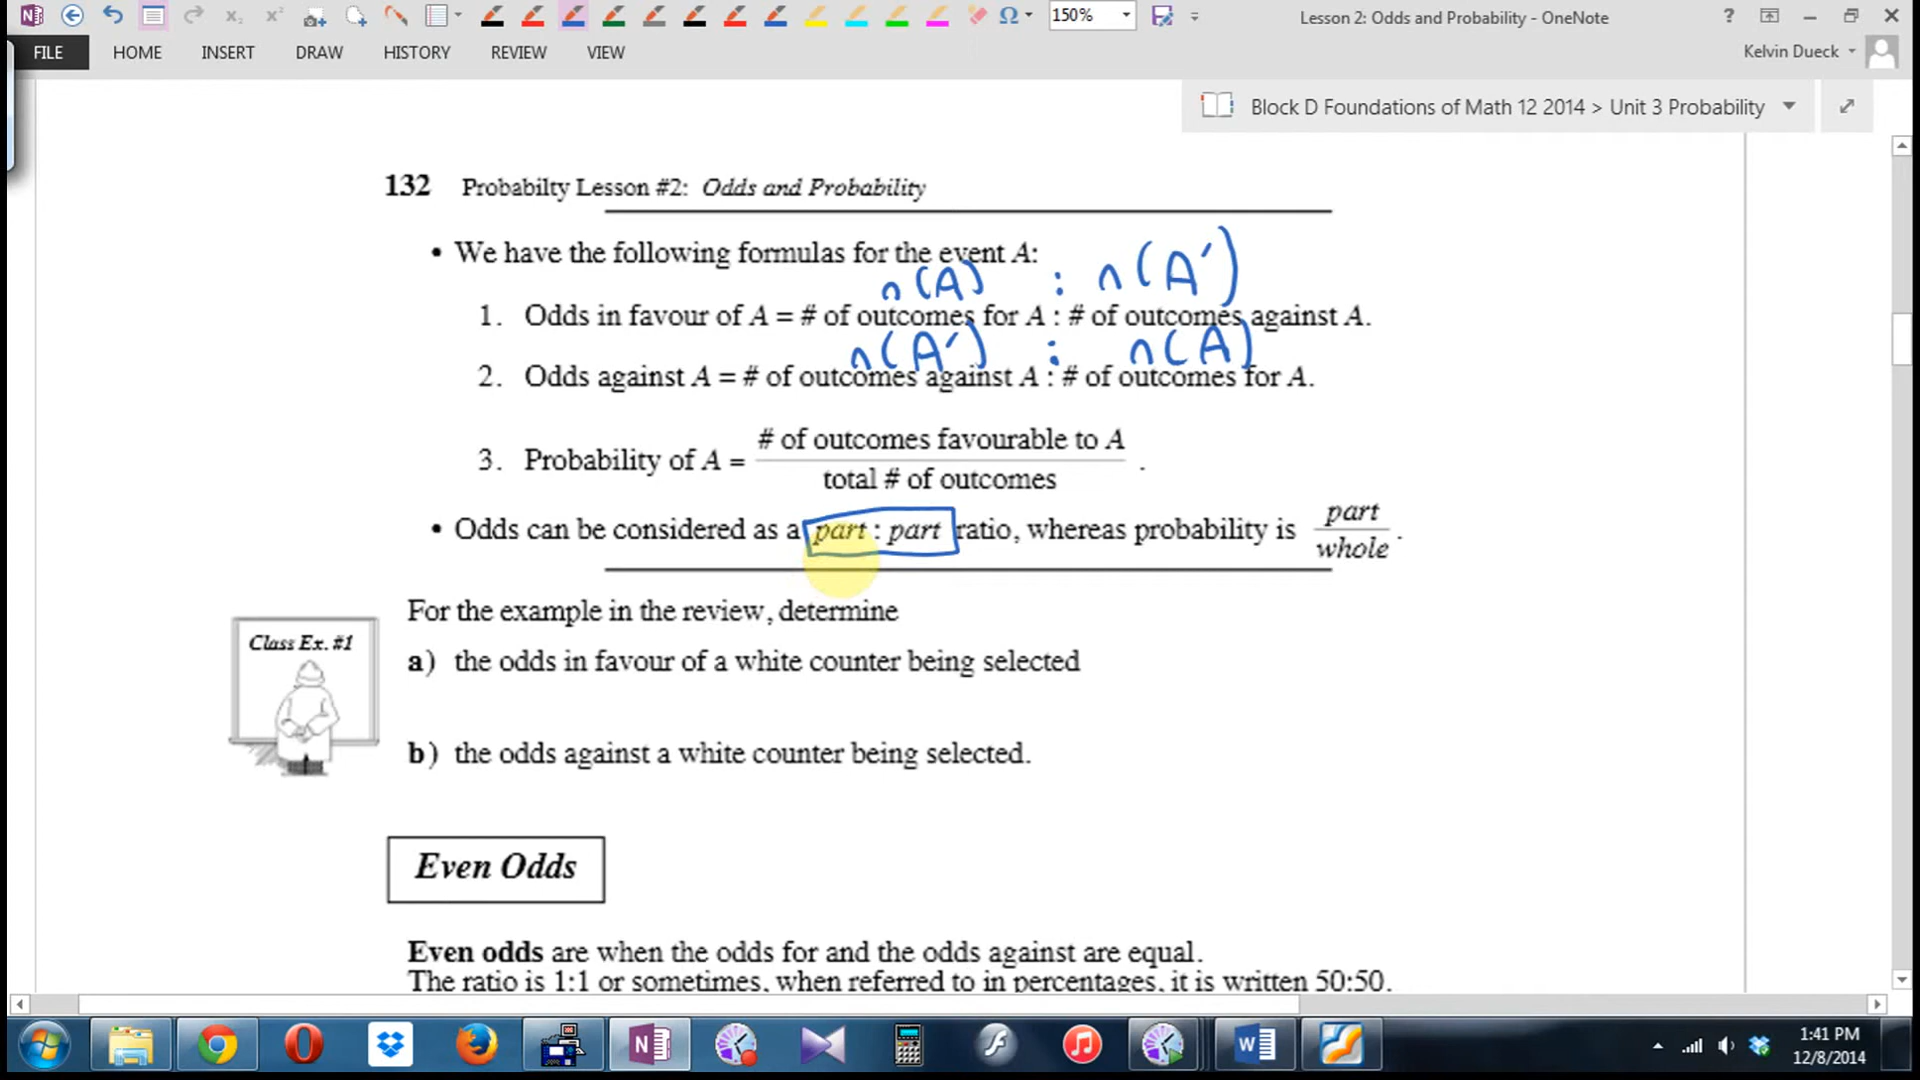 150%
Lesson 2: Odds and Probability - OneNote
?
FILE HOME INSERT DRAW HISTORY REVIEW VIEW
Kelvin Dueck
Block D Foundations of Math 12 2014 > Unit 3 Probability
132 Probabilty Lesson #2: Odds and Probability
• We have the following formulas for the event A:
n(A) : n(A′)
1. Odds in favour of A = # of outcomes for A : # of outcomes against A.
n(A′) : n(A)
2. Odds against A = # of outcomes against A : # of outcomes for A.
# of outcomes favourable to A
3. Probability of A =
total # of outcomes
.
• Odds can be considered as a part : part ratio, whereas probability is part
whole .
For the example in the review, determine
Class Ex. #1
a) the odds in favour of a white counter being selected
b) the odds against a white counter being selected.
Even Odds
Even odds are when the odds for and the odds against are equal.
The ratio is 1:1 or sometimes, when referred to in percentages, it is written 50:50.
1:41 PM
12/8/2014